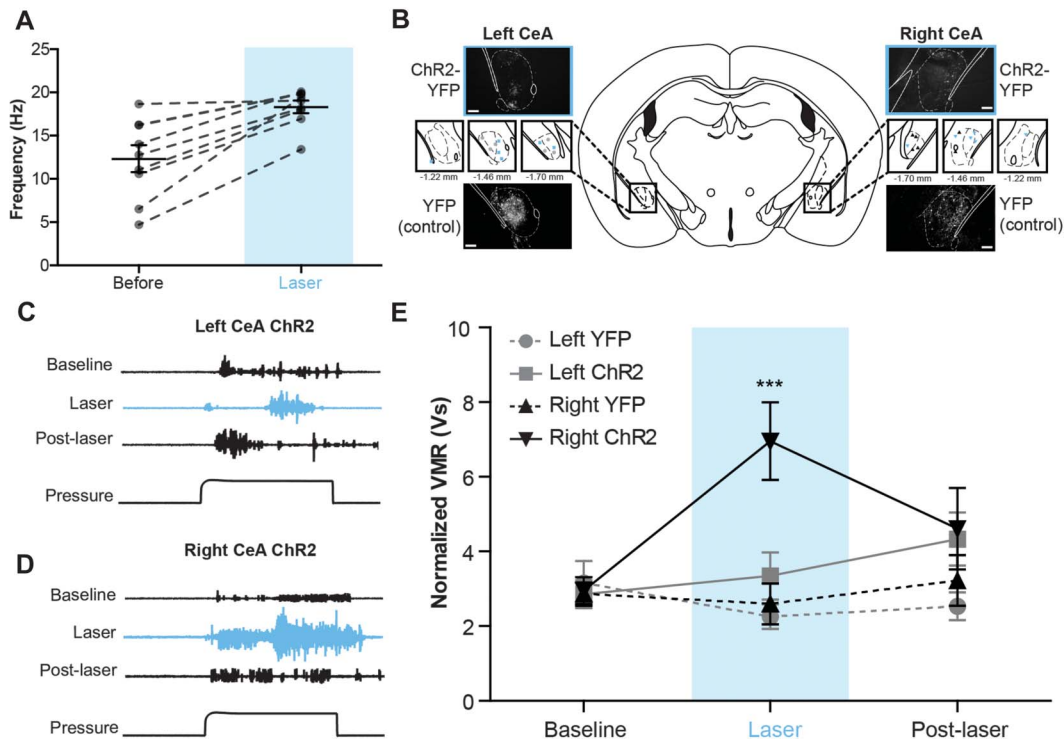 A
Frequency (Hz)
25
20
15
10
5
0
Before
Laser
B
Left CeA
Right CeA
ChR2-
YFP
ChR2-
YFP
-1.22 mm
-1.46 mm
-1.70 mm
-1.70 mm
-1.46 mm
-1.22 mm
YFP
(control)
YFP
(control)
C
Left CeA ChR2
Baseline
Laser
Post-laser
Pressure
D
Right CeA ChR2
Baseline
Laser
Post-laser
Pressure
E
Normalized VMR (Vs)
10
8
6
4
2
0
Left YFP
Left ChR2
Right YFP
Right ChR2
***
Baseline
Laser
Post-laser